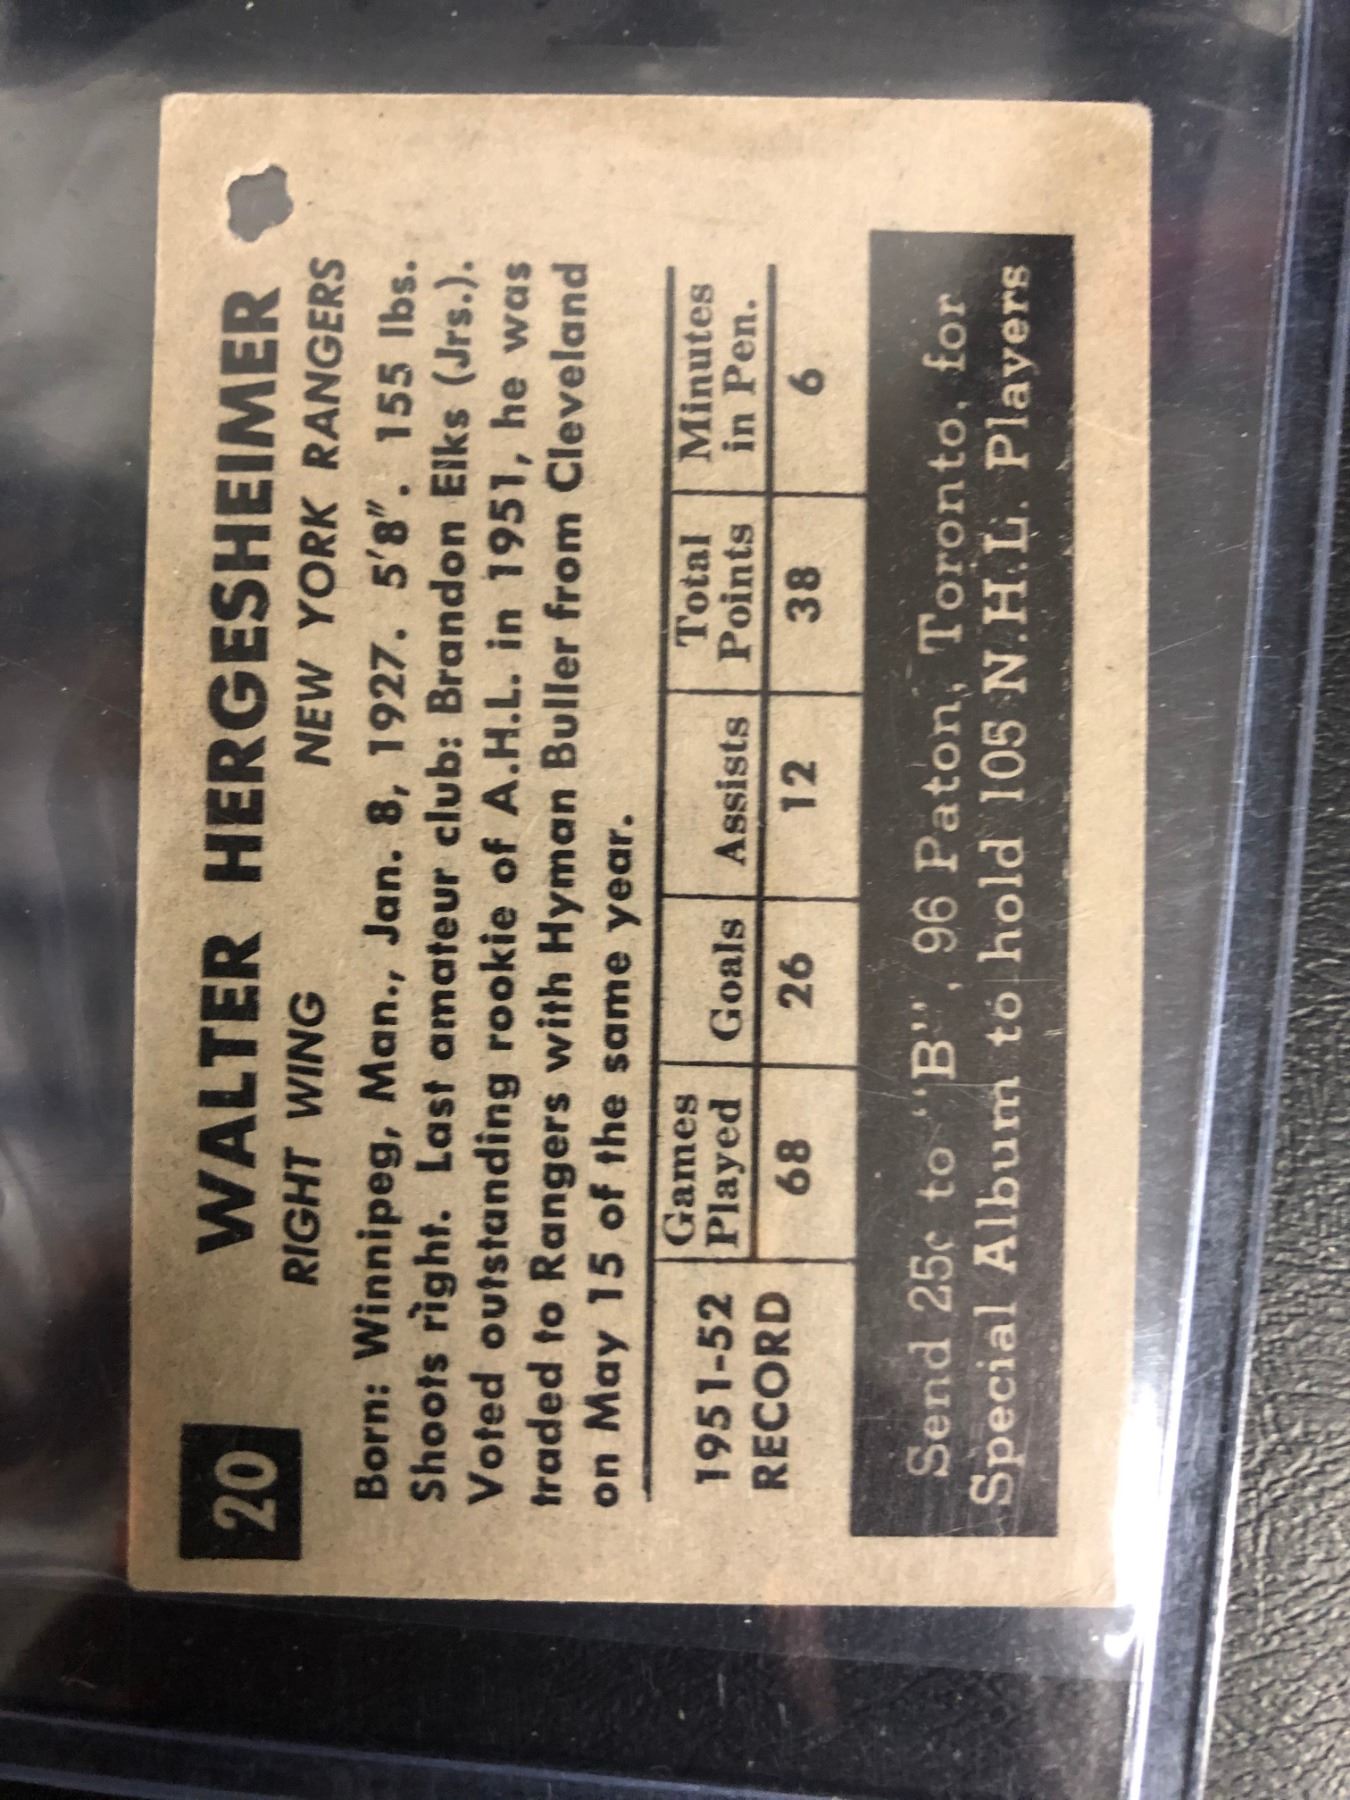 20
WALTER HERGESHEIMER
RIGHT WING NEW YORK RANGERS
Born: Winnipeg, Man., Jan. 8, 1927. 5'8". 155 lbs.
Shoots right. Last amateur club: Brandon Elks (Jrs.).
Voted outstanding rookie of A.H.L. in 1951, he was
traded to Rangers with Hyman Buller from Cleveland
on May 15 of the same year.
1951-52 RECORD
Games Played Goals Assists Total Points Minutes in Pen.
68 26 12 38 6
Send 25c to "B", 96 Paton, Toronto, for
Special Album to hold 105 N.H.L. Players